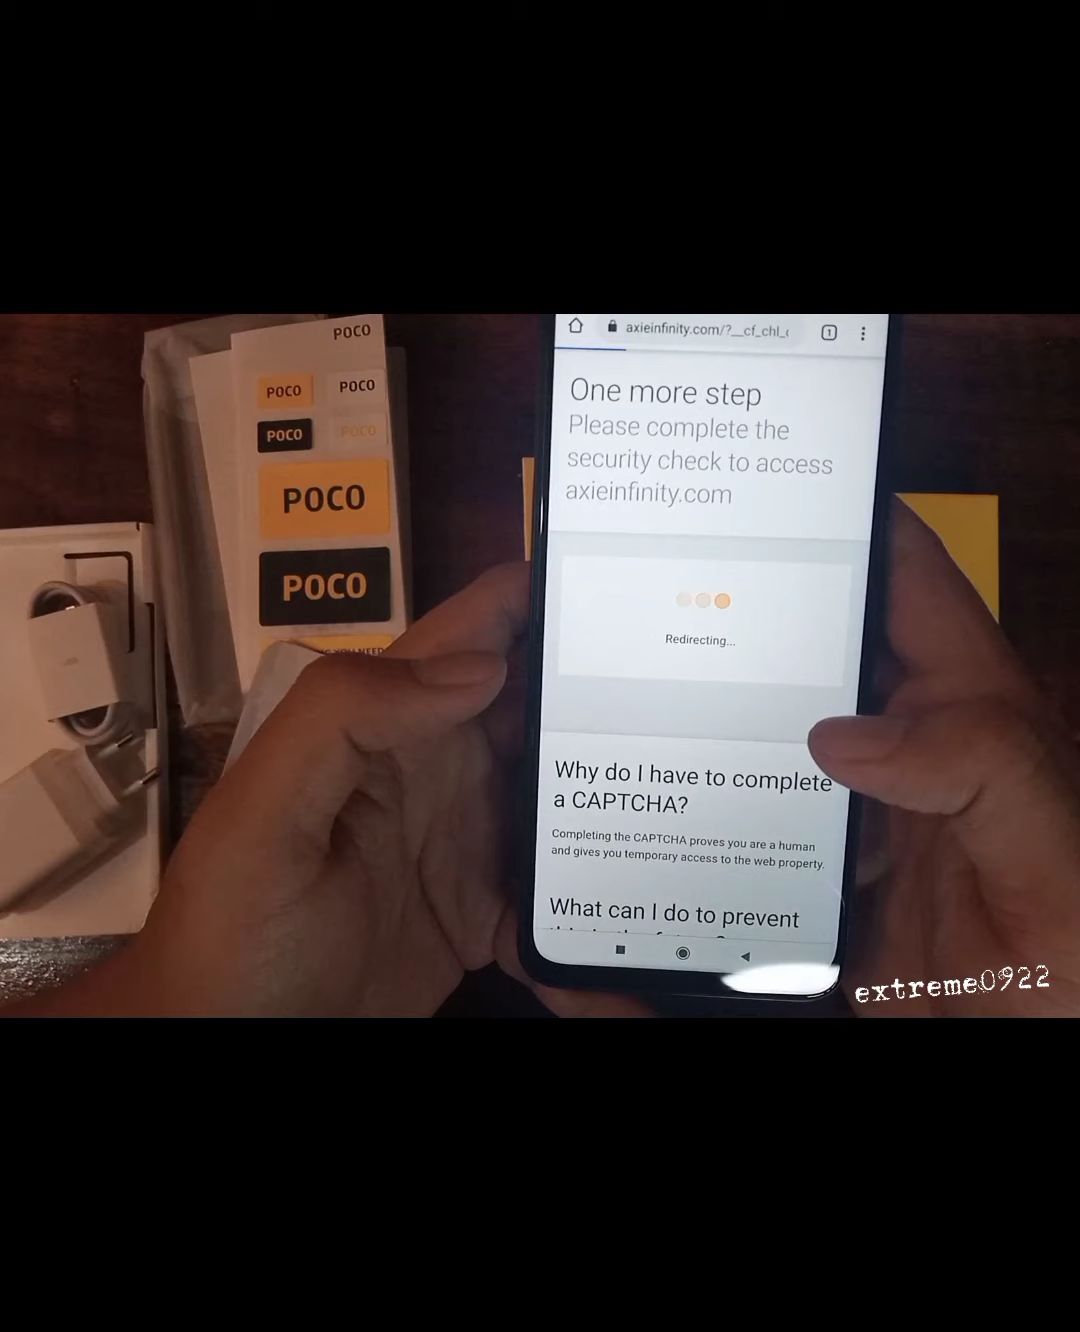 POCO
POCO
POCO
POCO
POCO
POCO
POCO
axieinfinity.com/?__cf_chl_
1
One more step
Please complete the
security check to access
axieinfinity.com
Redirecting...
Why do I have to complete
a CAPTCHA?
Completing the CAPTCHA proves you are a human
and gives you temporary access to the web property.
What can I do to prevent
extreme0922